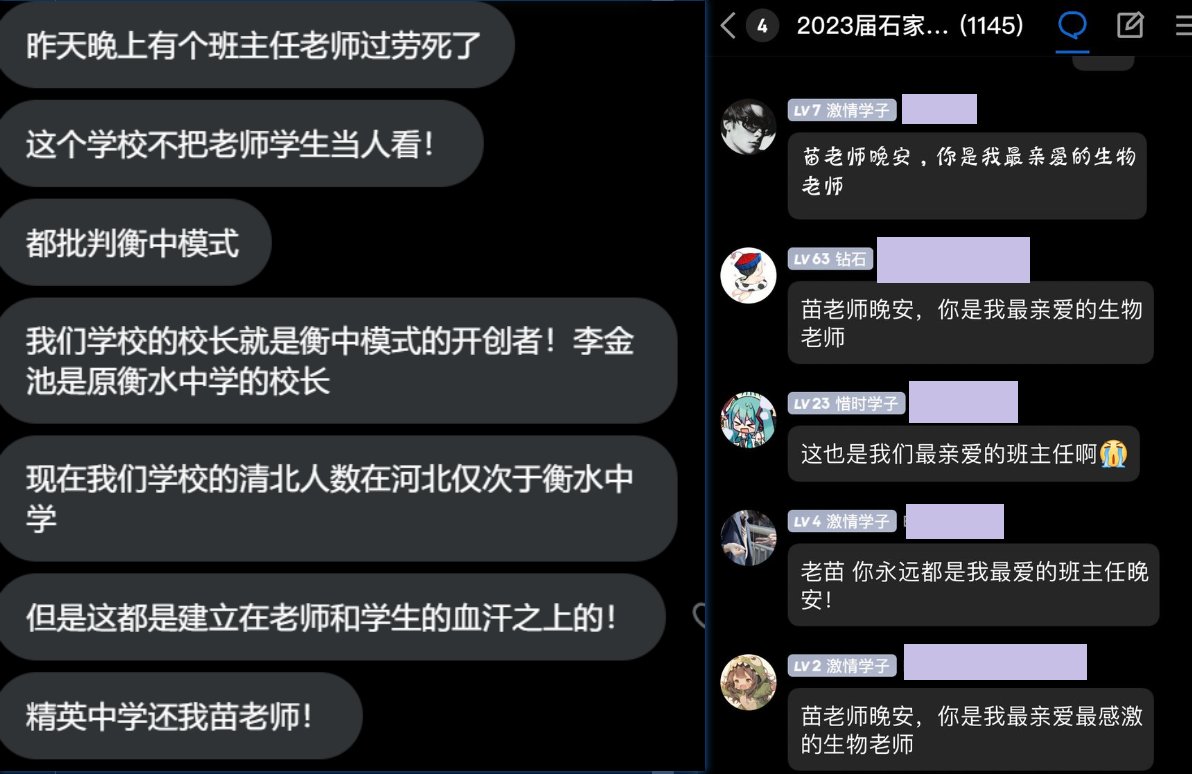 昨天晚上有个班主任老师过劳死了
这个学校不把老师学生当人看！
都批判衡中模式
我们学校的校长就是衡中模式的开创者！李金
池是原衡水中学的校长
现在我们学校的清北人数在河北仅次于衡水中
学
但是这都是建立在老师和学生的血汗之上的！
精英中学还我苗老师！
4
2023届石家... (1145)
LV7 激情学子
苗老师晚安，你是我最亲爱的生物
老师
LV63 钻石
苗老师晚安，你是我最亲爱的生物
老师
LV23 惜时学子
这也是我们最亲爱的班主任啊😭
LV4 激情学子
老苗 你永远都是我最爱的班主任晚
安！
LV2 激情学子
苗老师晚安，你是我最亲爱最感激
的生物老师